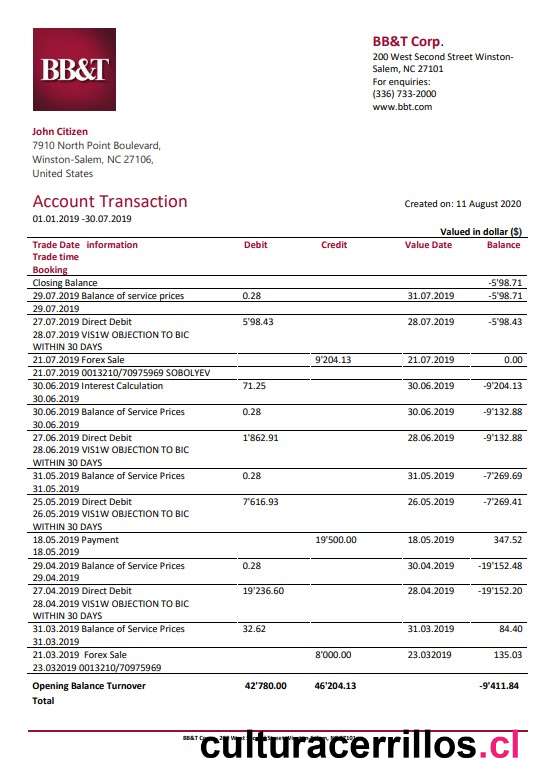 BB&T
BB&T Corp.
200 West Second Street Winston-
Salem, NC 27101
For enquiries:
(336) 733-2000
www.bbt.com
John Citizen
7910 North Point Boulevard,
Winston-Salem, NC 27106,
United States
Account Transaction
Created on: 11 August 2020
01.01.2019 -30.07.2019
Valued in dollar ($)
Trade Date information Debit Credit Value Date Balance
Trade time
Booking
Closing Balance -5'98.71
29.07.2019 Balance of service prices 0.28 31.07.2019 -5'98.71
29.07.2019
27.07.2019 Direct Debit 5'98.43 28.07.2019 -5'98.43
28.07.2019 VIS1W OBJECTION TO BIC
WITHIN 30 DAYS
21.07.2019 Forex Sale 9'204.13 21.07.2019 0.00
21.07.2019 0013210/70975969 SOBOLYEV
30.06.2019 Interest Calculation 71.25 30.06.2019 -9'204.13
30.06.2019
30.06.2019 Balance of Service Prices 0.28 30.06.2019 -9'132.88
30.06.2019
27.06.2019 Direct Debit 1'862.91 28.06.2019 -9'132.88
28.06.2019 VIS1W OBJECTION TO BIC
WITHIN 30 DAYS
31.05.2019 Balance of Service Prices 0.28 31.05.2019 -7'269.69
31.05.2019
25.05.2019 Direct Debit 7'616.93 26.05.2019 -7'269.41
26.05.2019 VIS1W OBJECTION TO BIC
WITHIN 30 DAYS
18.05.2019 Payment 19'500.00 18.05.2019 347.52
18.05.2019
29.04.2019 Balance of Service Prices 0.28 30.04.2019 -19'152.48
29.04.2019
27.04.2019 Direct Debit 19'236.60 28.04.2019 -19'152.20
28.04.2019 VIS1W OBJECTION TO BIC
WITHIN 30 DAYS
31.03.2019 Balance of Service Prices 32.62 31.03.2019 84.40
31.03.2019
21.03.2019 Forex Sale 8'000.00 23.032019 135.03
23.032019 0013210/70975969
Opening Balance Turnover 42'780.00 46'204.13 -9'411.84
Total
culturacerrillos.cl